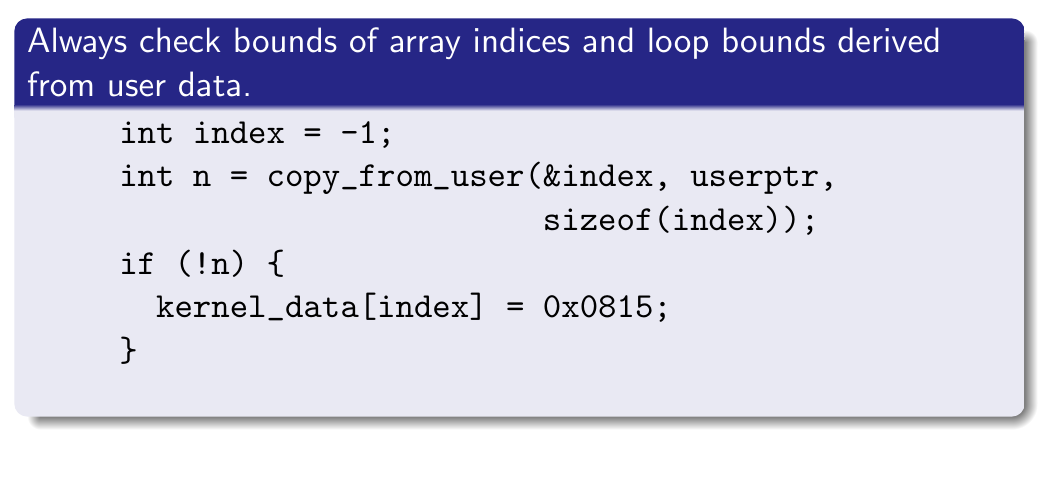 Always check bounds of array indices and loop bounds derived
from user data.
int index = -1;
int n = copy_from_user(&index, userptr,
sizeof(index));
if (!n) {
kernel_data[index] = 0x0815;
}